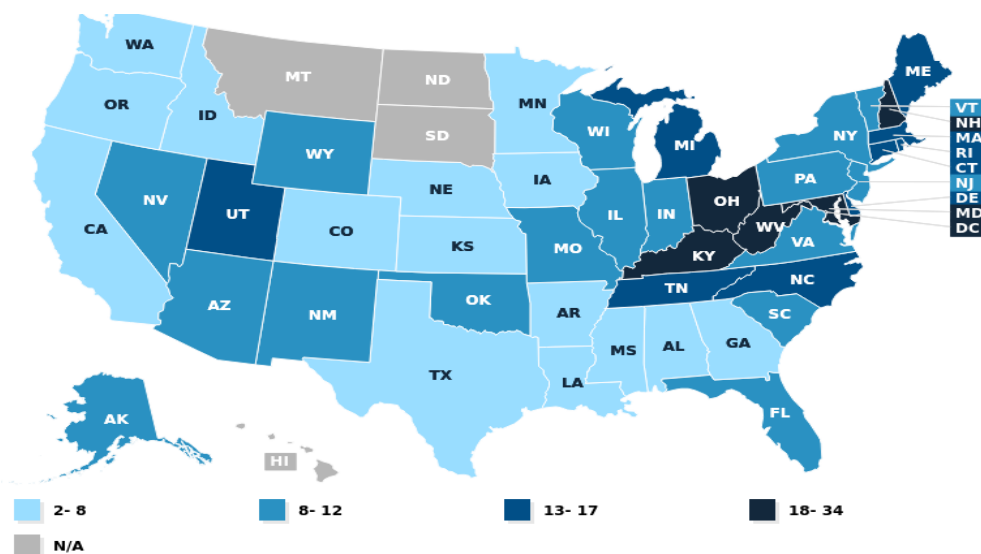 WA
ME
MT
ND
OR
MN
VT
ID
NH
SD
WI
NY
MA
MI
WY
RI
CT
PA
NJ
IA
NE
DE
NV
OH
UT
IL
IN
MD
CA
WV
DC
CO
VA
KS
MO
KY
NC
TN
OK
AZ
AR
NM
SC
GA
MS
AL
TX
LA
FL
AK
HI
2- 8
8- 12
13- 17
18- 34
N/A